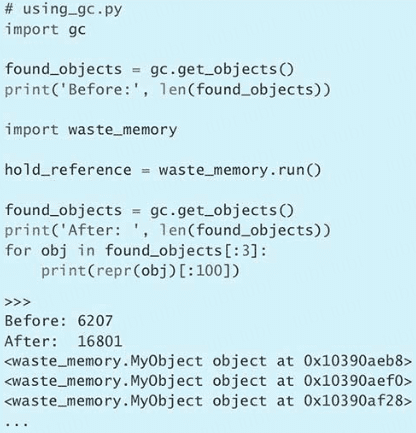 # using_gc.py
import gc
found_objects = gc.get_objects()
print('Before:', len(found_objects))
import waste_memory
hold_reference = waste_memory.run()
found_objects = gc.get_objects()
print('After: ', len(found_objects))
for obj in found_objects[:3]:
    print(repr(obj)[:100])
>>>
Before: 6207
After:  16801
<waste_memory.MyObject object at 0x10390aeb8>
<waste_memory.MyObject object at 0x10390aef0>
<waste_memory.MyObject object at 0x10390af28>
...